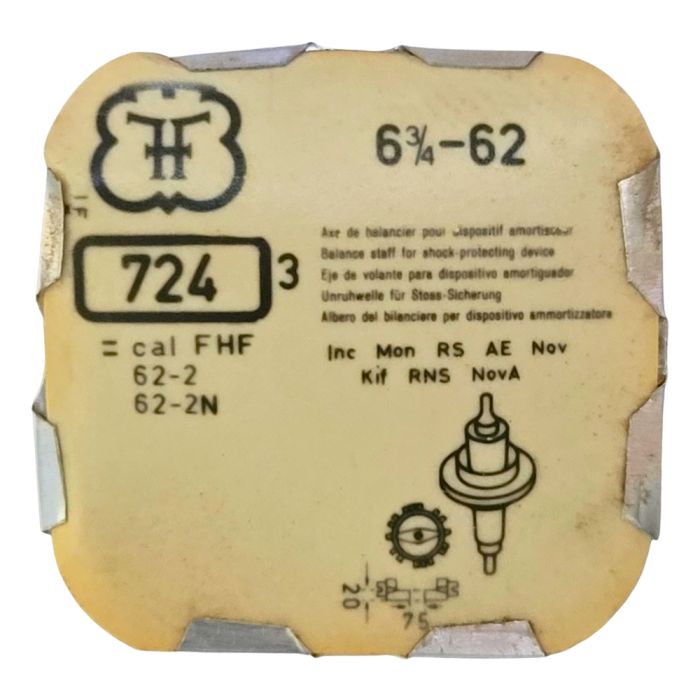 FH
6¾-62
1F
724 3
Axe de balancier pour dispositif amortisseur
Balance staff for shock-protecting device
Eje de volante para dispositivo amortiguador
Unruhwelle für Stoss-Sicherung
Albero del bilanciere per dispositivo ammortizzatore
= cal FHF
62-2
62-2N
Inc Mon RS AE Nov
Kif RNS NovA
20
75